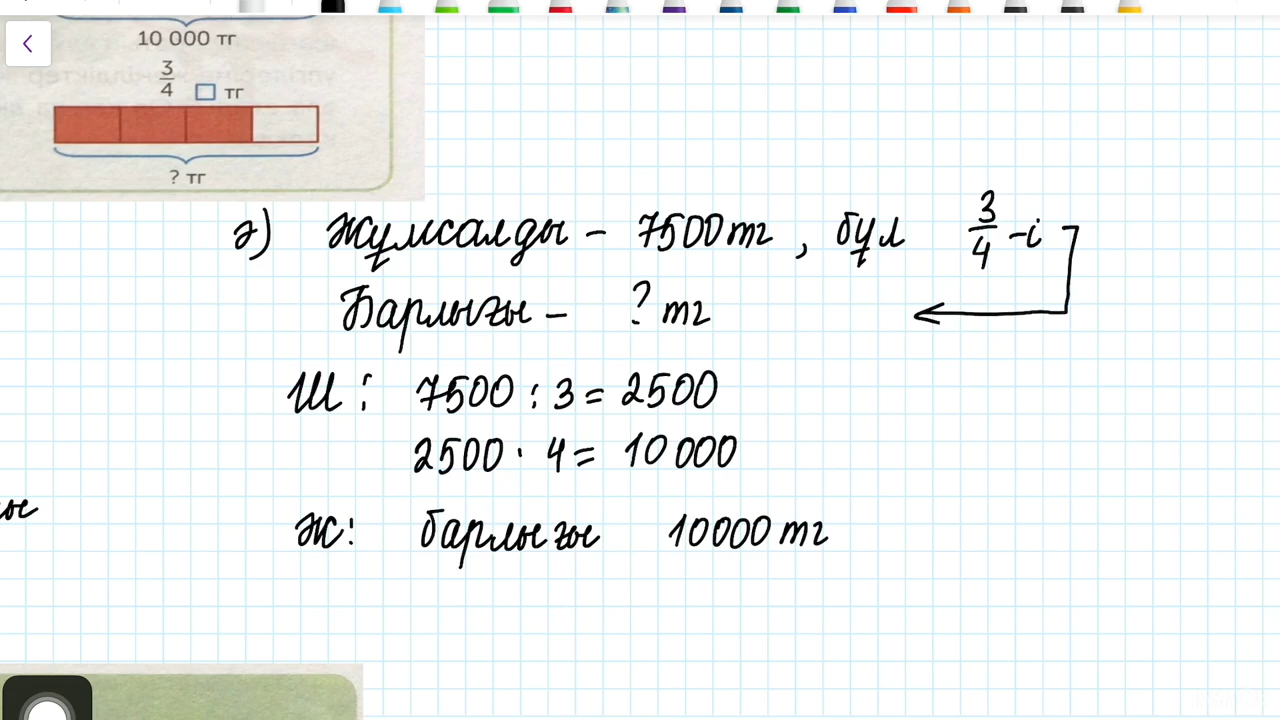 10 000 тг
3/4 □ тг
? тг
ә) Жұмсалды – 7500 тг, бұл 3/4 -і
Барлығы – ? тг
Ш: 7500 : 3 = 2500
2500 · 4 = 10 000
Ж: барлығы 10000 тг